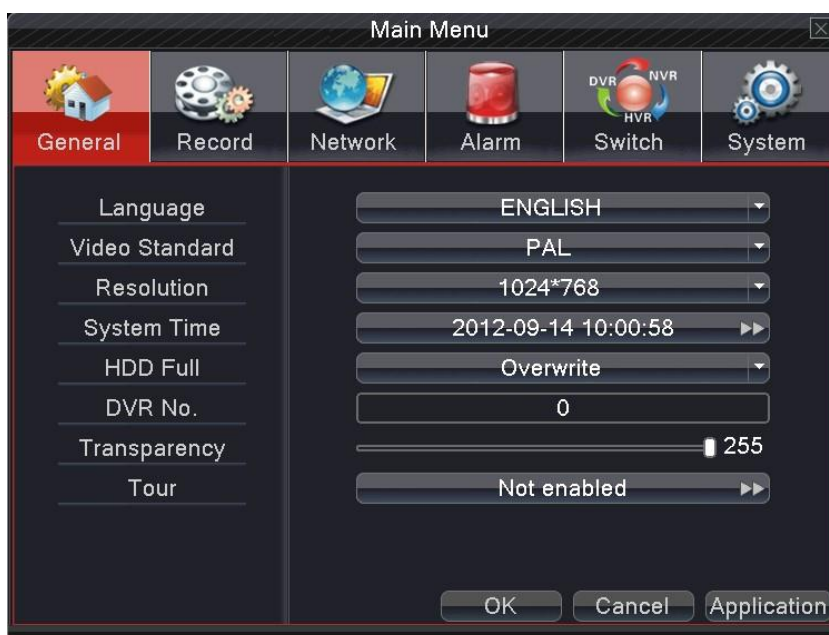 Main Menu
DVR NVR
HVR
General Record Network Alarm Switch System
Language ENGLISH
Video Standard PAL
Resolution 1024*768
System Time 2012-09-14 10:00:58
HDD Full Overwrite
DVR No. 0
Transparency 255
Tour Not enabled
OK Cancel Application